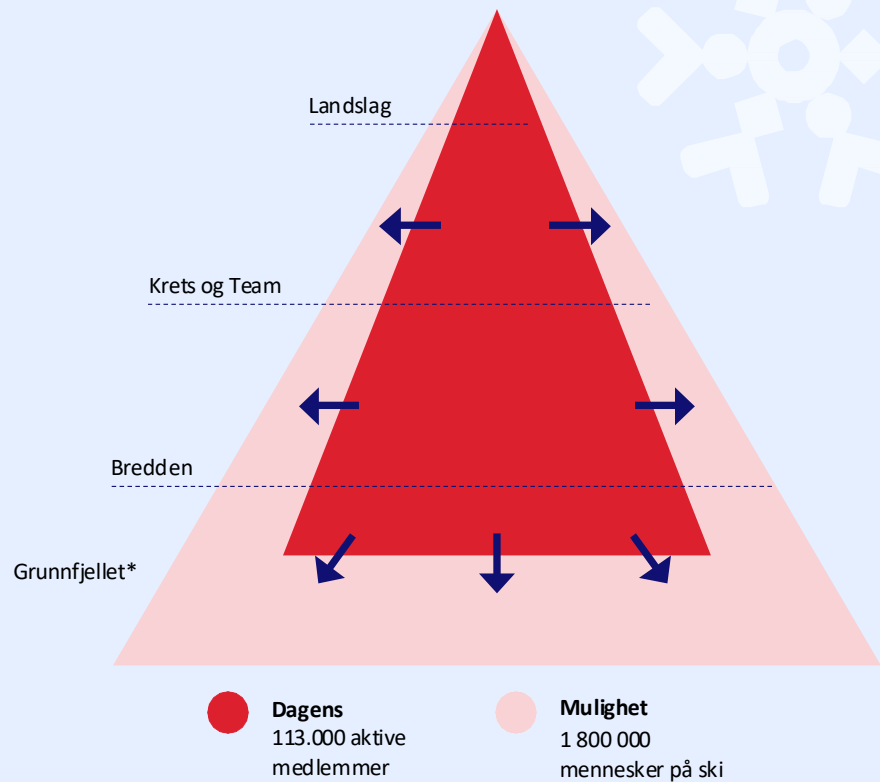 Landslag
Krets og Team
Bredden
Grunnfjellet*
Dagens
113.000 aktive
medlemmer
Mulighet
1 800 000
mennesker på ski